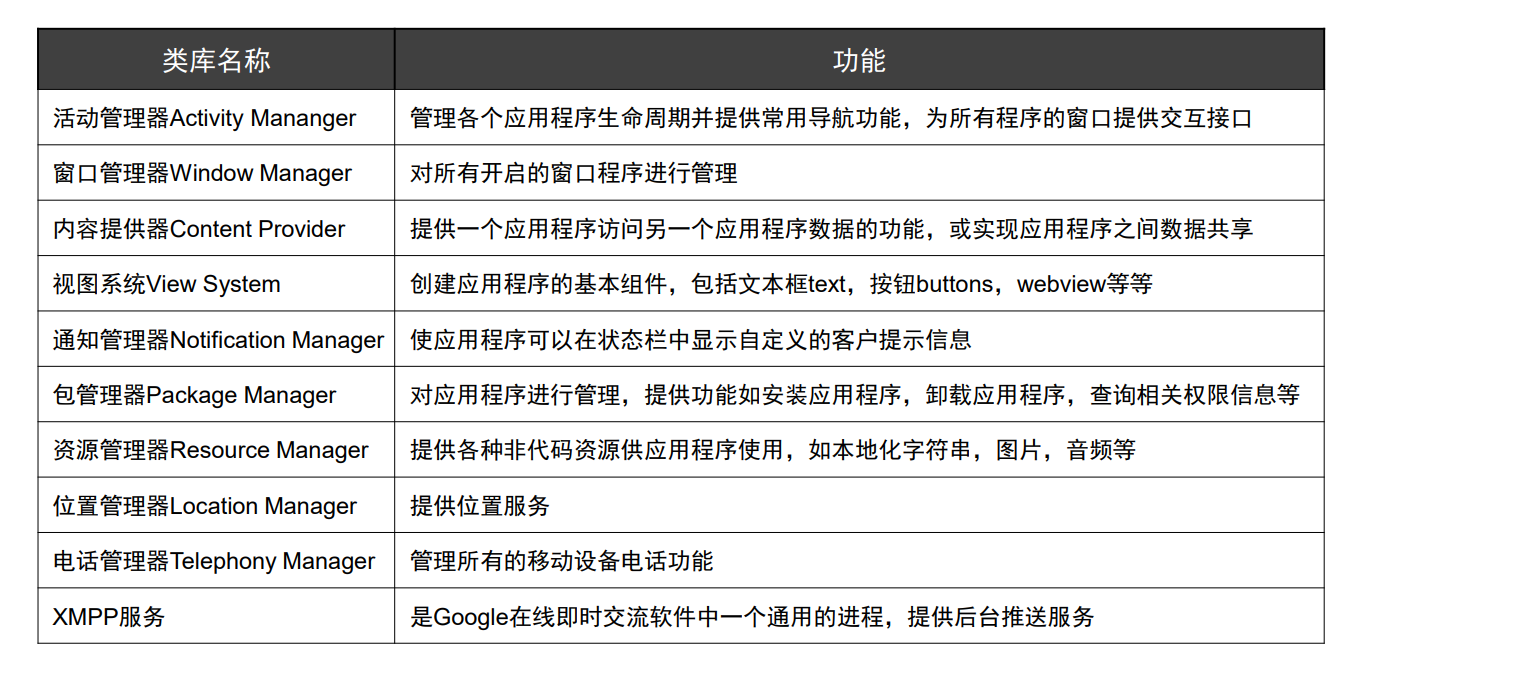 类库名称 功能
活动管理器Activity Mananger 管理各个应用程序生命周期并提供常用导航功能，为所有程序的窗口提供交互接口
窗口管理器Window Manager 对所有开启的窗口程序进行管理
内容提供器Content Provider 提供一个应用程序访问另一个应用程序数据的功能，或实现应用程序之间数据共享
视图系统View System 创建应用程序的基本组件，包括文本框text，按钮buttons，webview等等
通知管理器Notification Manager 使应用程序可以在状态栏中显示自定义的客户提示信息
包管理器Package Manager 对应用程序进行管理，提供功能如安装应用程序，卸载应用程序，查询相关权限信息等
资源管理器Resource Manager 提供各种非代码资源供应用程序使用，如本地化字符串，图片，音频等
位置管理器Location Manager 提供位置服务
电话管理器Telephony Manager 管理所有的移动设备电话功能
XMPP服务 是Google在线即时交流软件中一个通用的进程，提供后台推送服务